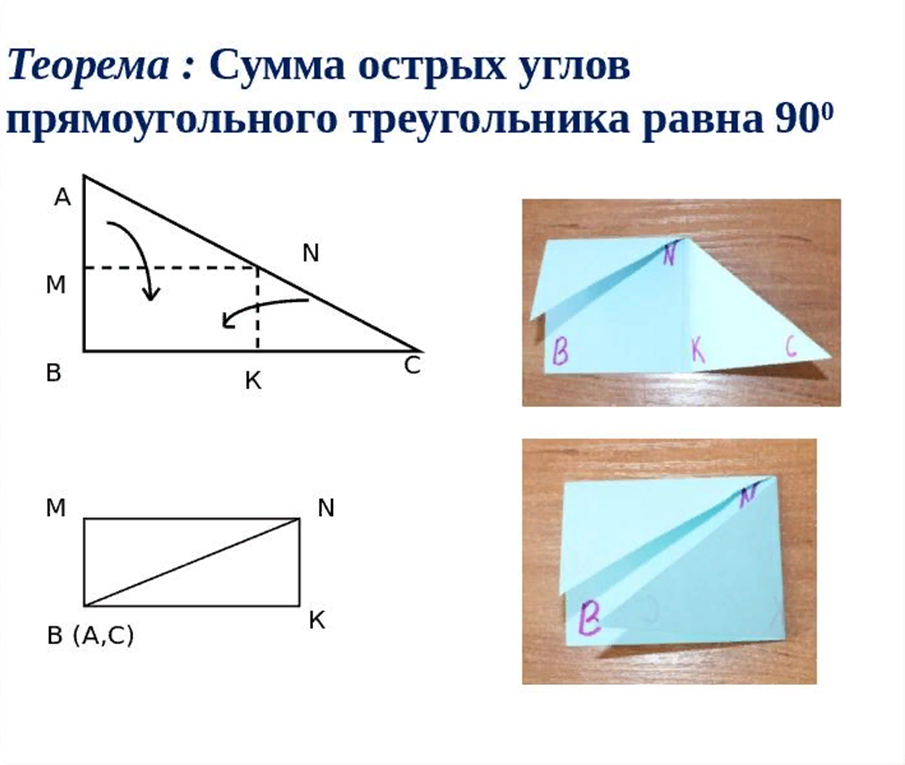 Теорема : Сумма острых углов
прямоугольного треугольника равна 90⁰
A
N
M
B
K
C
N
B
K
C
M
N
B (A,C)
K
N
B